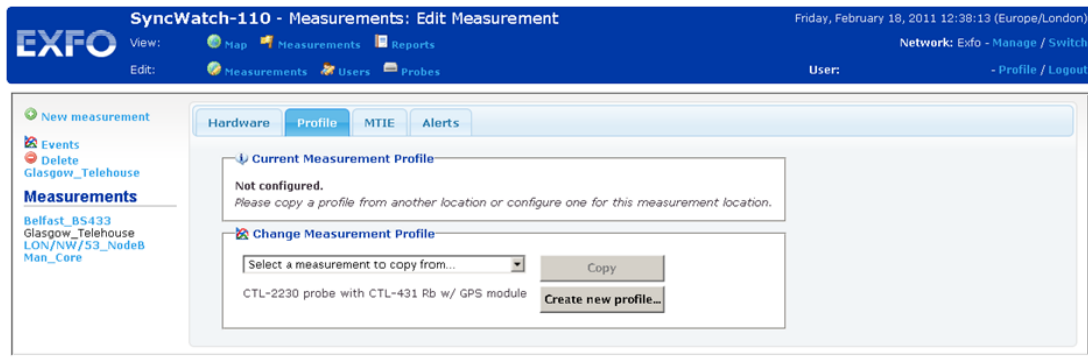 EXFO
SyncWatch-110 - Measurements: Edit Measurement
Friday, February 18, 2011 12:38:13 (Europe/London)
View: Map Measurements Reports
Network: Exfo - Manage / Switch
Edit: Measurements Users Probes
User: - Profile / Logout
New measurement
Events
Delete
Glasgow_Telehouse
Measurements
Belfast_BS433
Glasgow_Telehouse
LON/NW/53_NodeB
Man_Core
Hardware Profile MTIE Alerts
Current Measurement Profile
Not configured.
Please copy a profile from another location or configure one for this measurement location.
Change Measurement Profile
Select a measurement to copy from... Copy
CTL-2230 probe with CTL-431 Rb w/ GPS module
Create new profile...